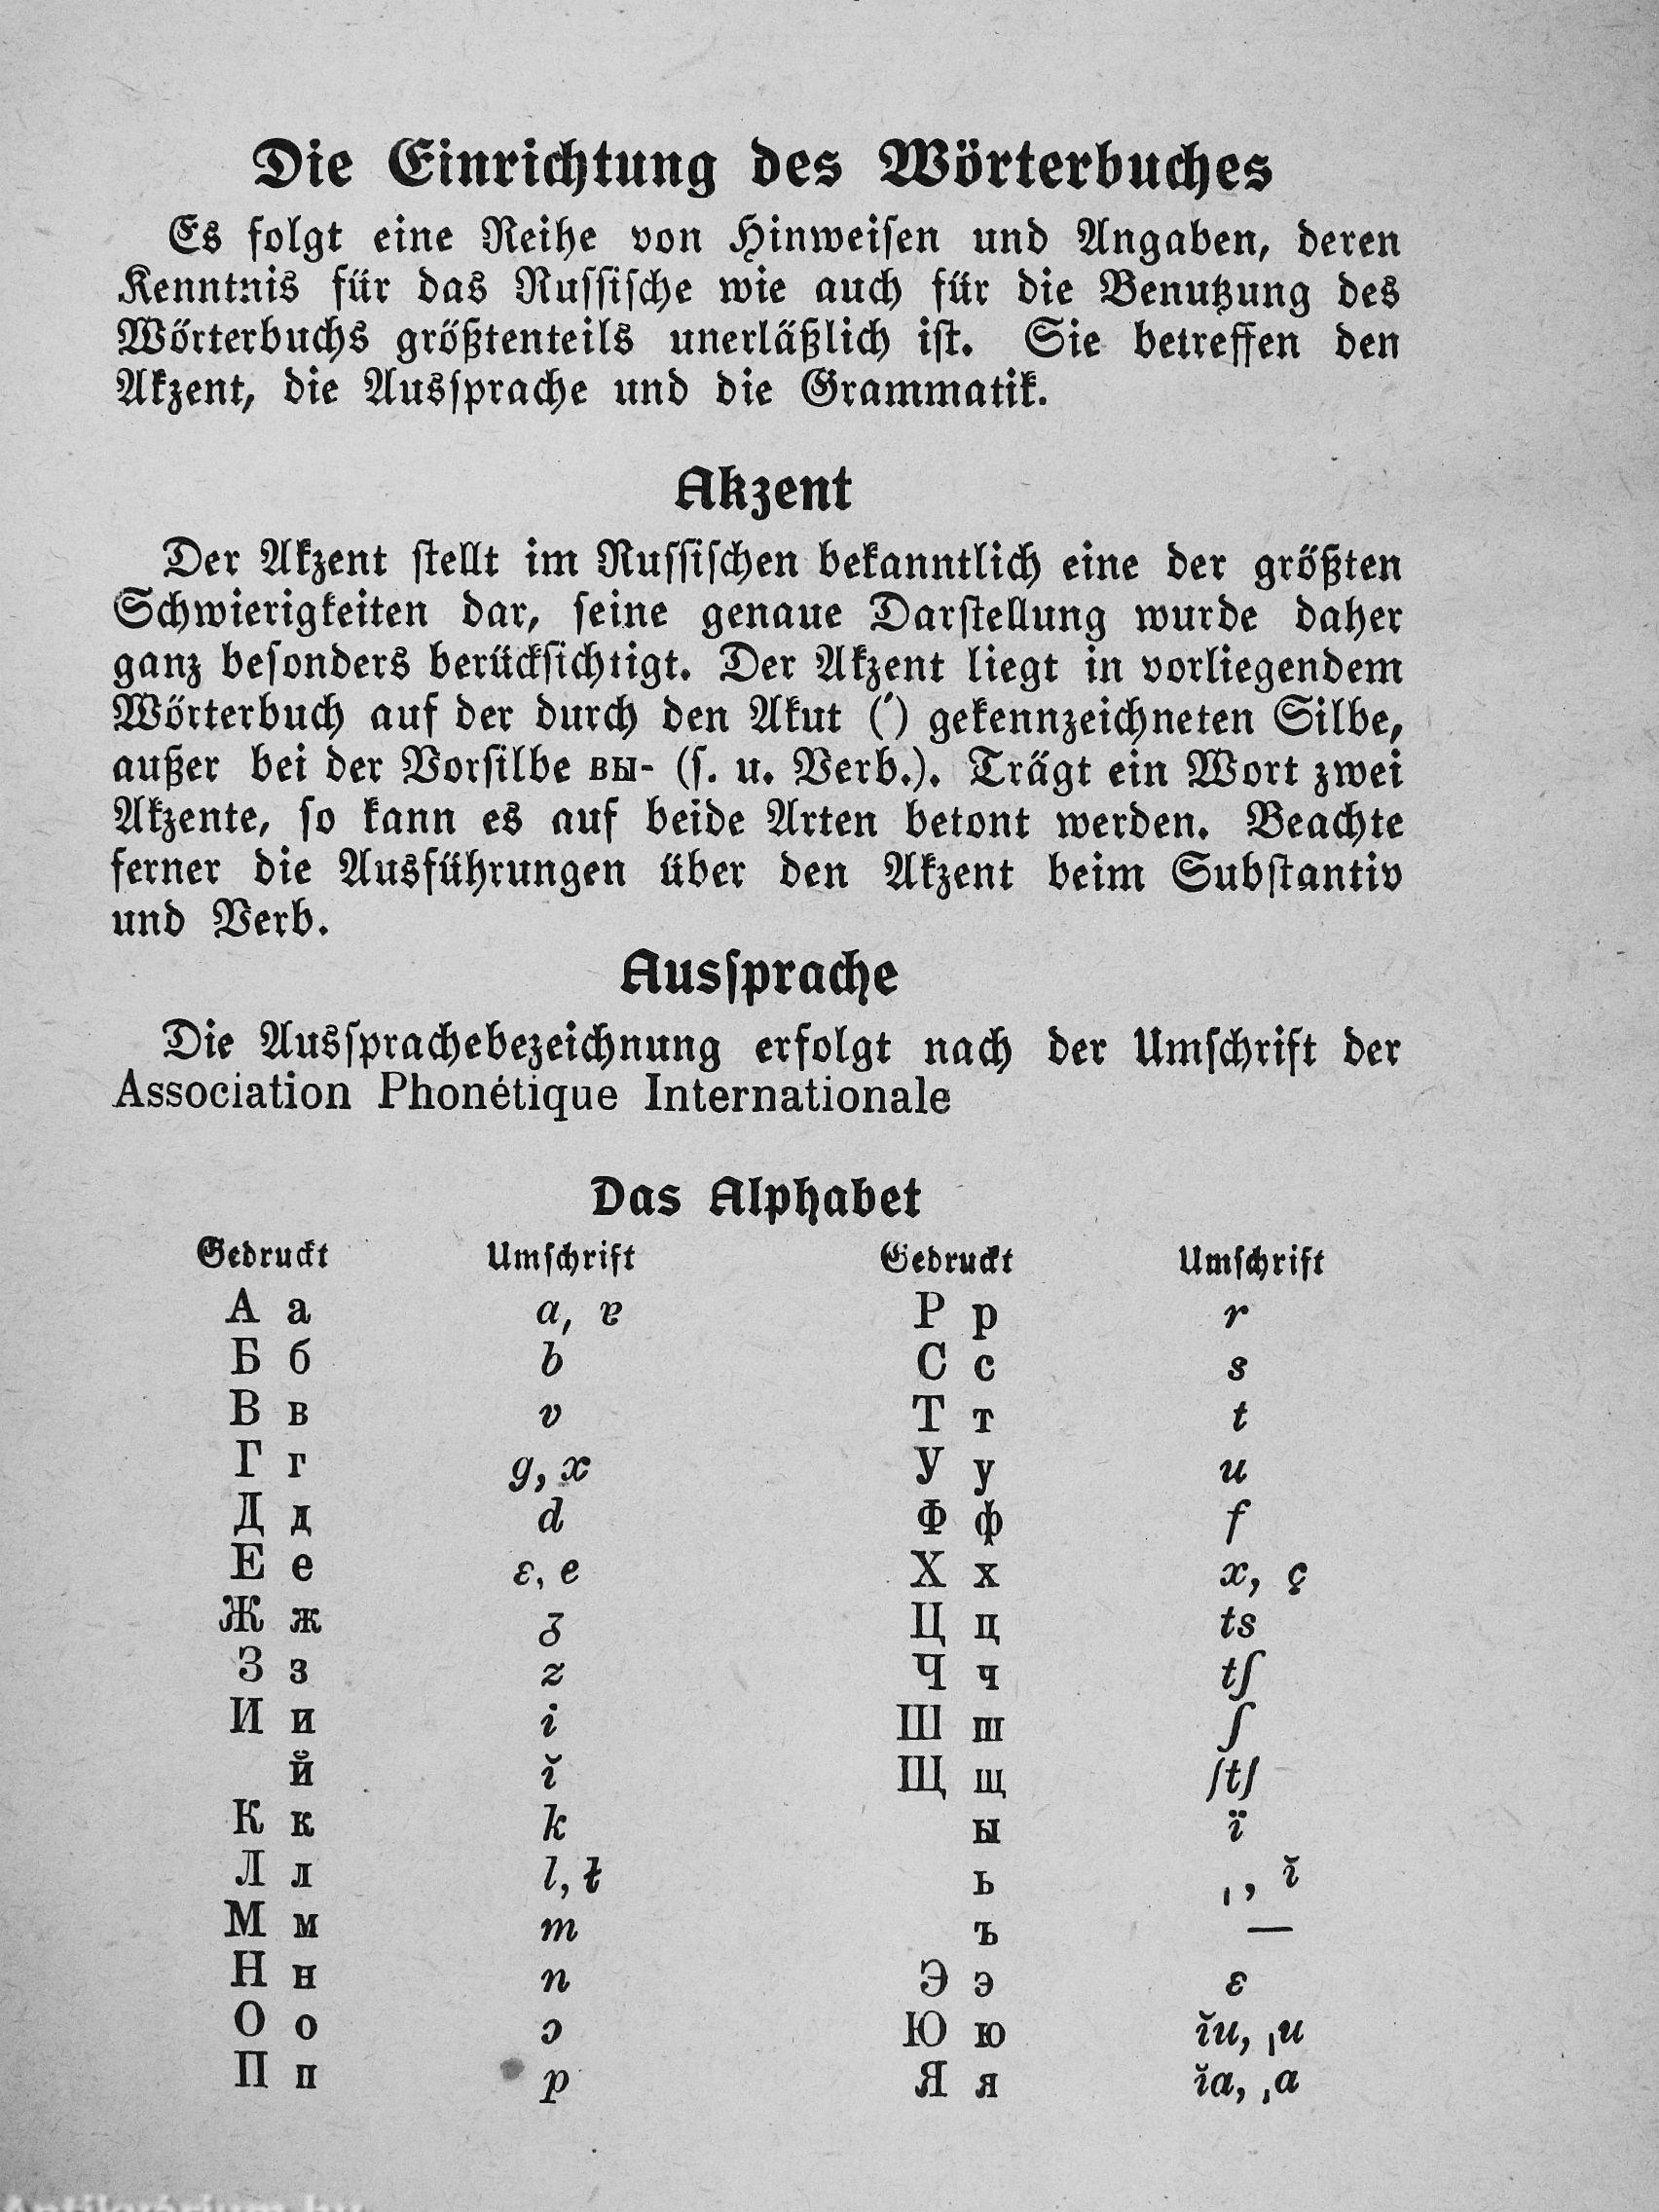 Die Einrichtung des Wörterbuches
Es folgt eine Reihe von Hinweiſen und Angaben, deren
Kenntnis für das Ruſſiſche wie auch für die Benutzung des
Wörterbuchs größtenteils unerläßlich iſt. Sie betreffen den
Akzent, die Ausſprache und die Grammatik.
Akzent
Der Akzent ſtellt im Ruſſiſchen bekanntlich eine der größten
Schwierigkeiten dar, ſeine genaue Darſtellung wurde daher
ganz beſonders berückſichtigt. Der Akzent liegt in vorliegendem
Wörterbuch auf der durch den Akut (′) gekennzeichneten Silbe,
außer bei der Vorſilbe вы- (ſ. u. Verb.). Trägt ein Wort zwei
Akzente, ſo kann es auf beide Arten betont werden. Beachte
ferner die Ausführungen über den Akzent beim Subſtantiv
und Verb.
Ausſprache
Die Ausſprachebezeichnung erfolgt nach der Umſchrift der
Association Phonétique Internationale
Das Alphabet
Gedruckt Umſchrift Gedruckt Umſchrift
А а a, ɐ Р р r
Б б b С с s
В в v Т т t
Г г g, x У у u
Д д d Ф ф f
Е е ε, e Х х x, ç
Ж ж ʒ Ц ц ts
З з z Ч ч tʃ
И и i Ш ш ʃ
й ĭ Щ щ ʃtʃ
К к k ы ï
Л л l, ł ь ˌ, ĭ
М м m ъ —
Н н n Э э ε
О о ɔ Ю ю ĭu, ˌu
П п p Я я ĭa, ˌa
Antikvárium.hu